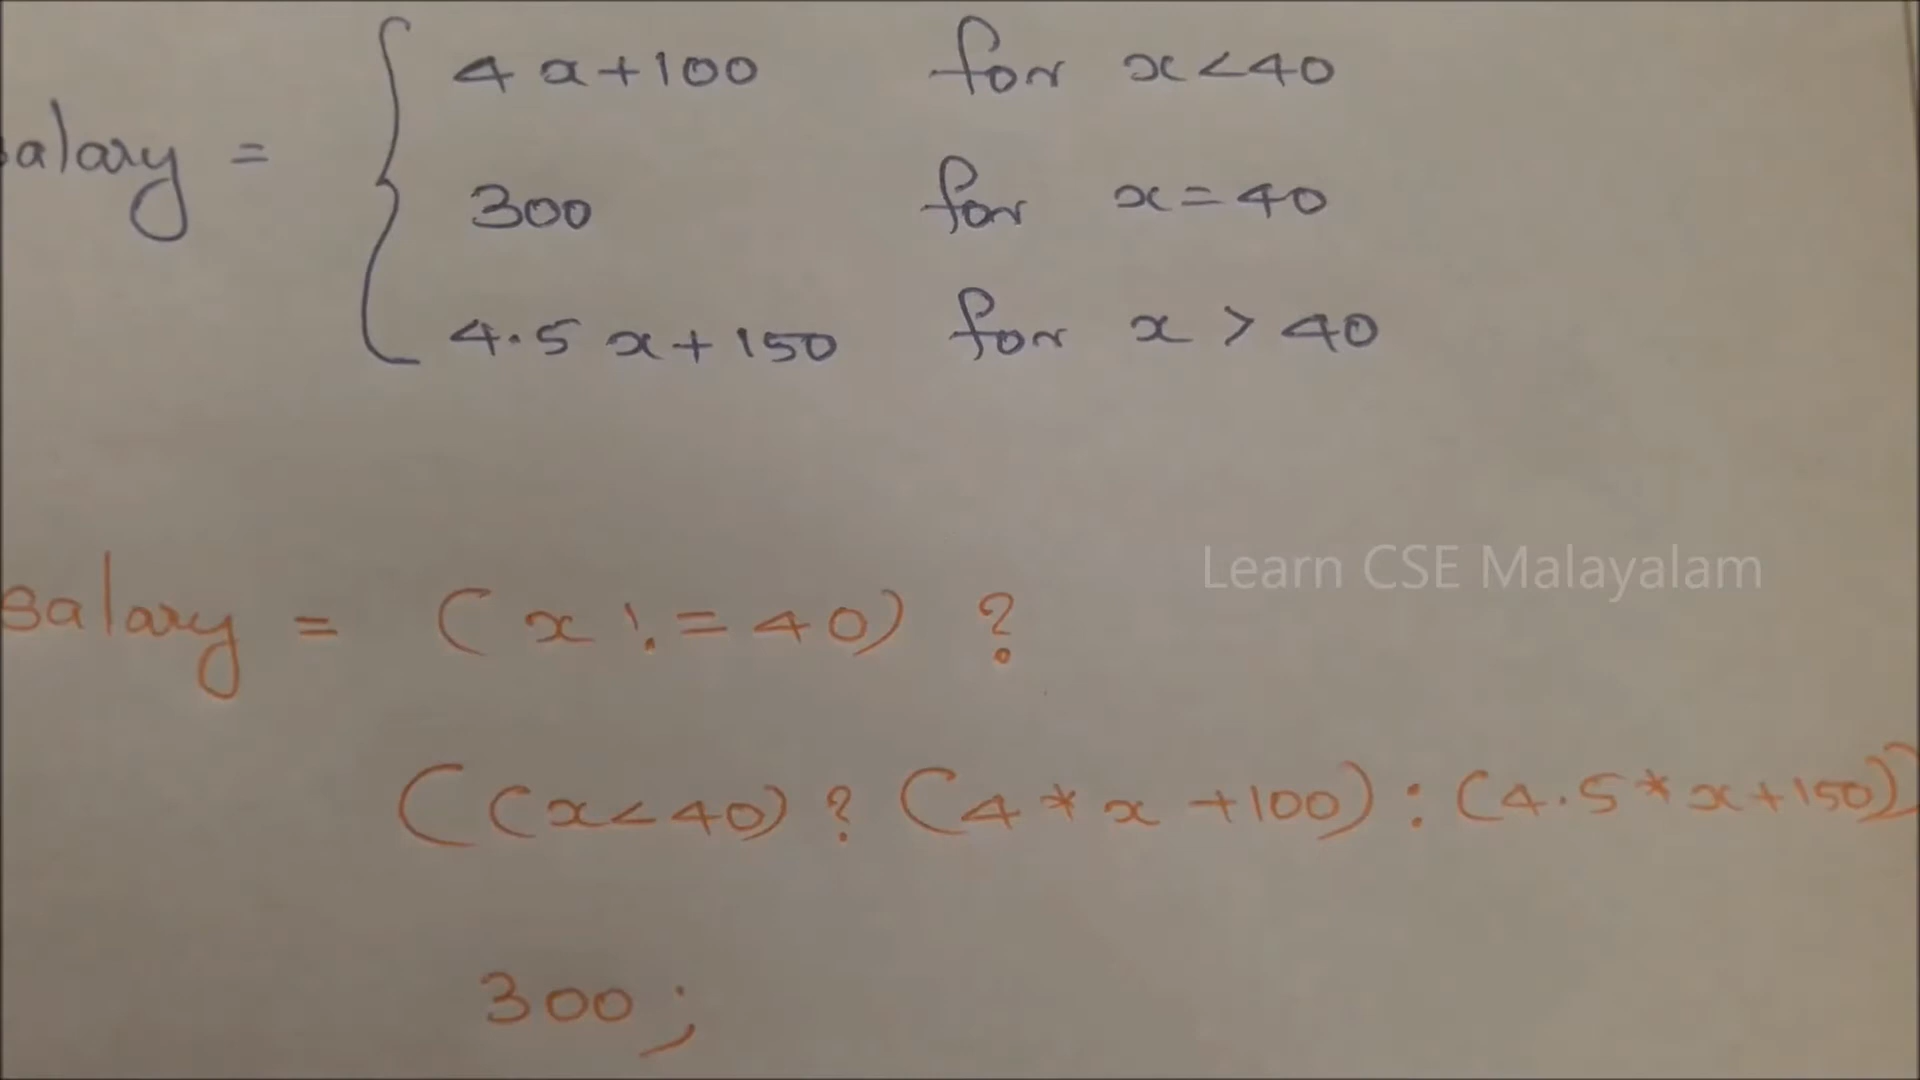 salary = { 4x+100 for x<40
300 for x=40
4.5x+150 for x>40
Learn CSE Malayalam
salary = (x!=40) ?
((x<40) ? (4*x+100) : (4.5*x+150))
300;